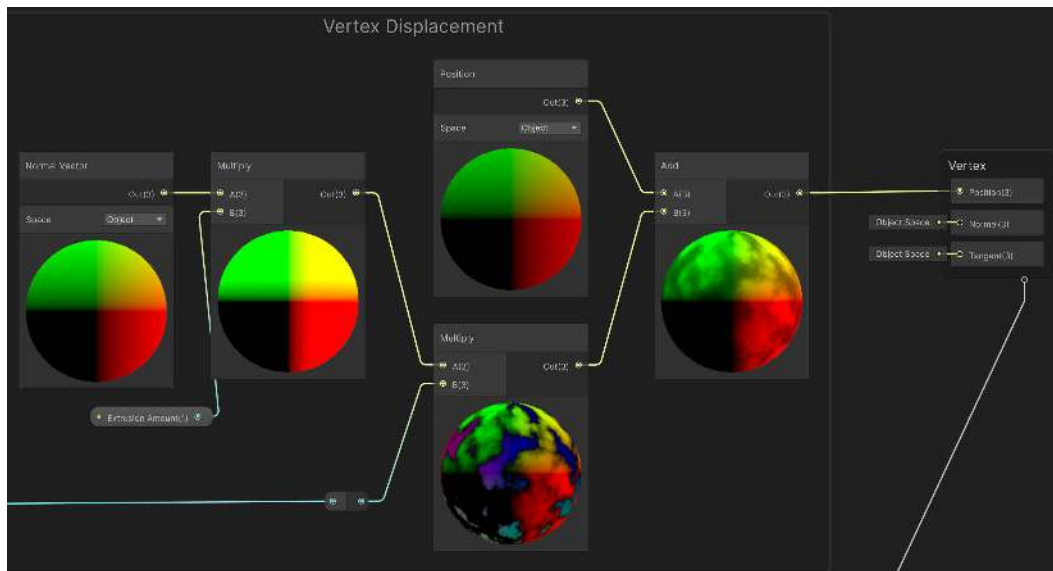 Vertex Displacement
Position
Out(3)
Space
Object
Normal Vector
Out(3)
Space
Object
Multiply
A(3)
Out(3)
B(3)
Add
A(3)
Out(3)
B(3)
Vertex
Position(3)
Object Space
Normal(3)
Object Space
Tangent(3)
Multiply
A(3)
Out(3)
B(3)
Extrusion Amount(1)